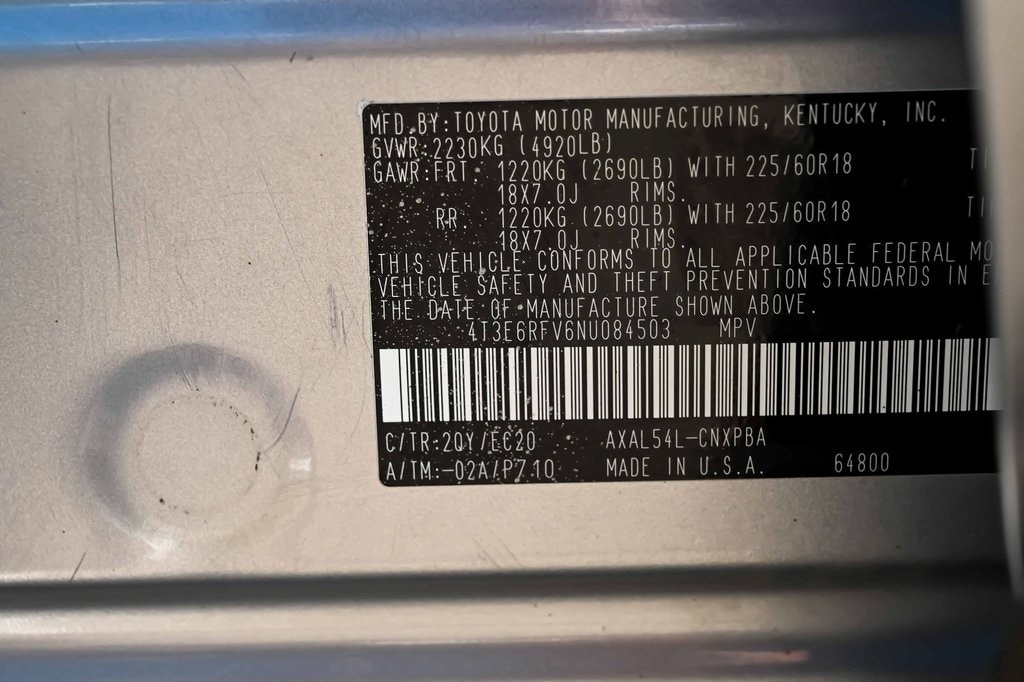 MFD.BY:TOYOTA MOTOR MANUFACTURING, KENTUCKY, INC.
GVWR:2230KG (4920LB)
GAWR:FRT 1220KG (2690LB) WITH 225/60R18
18X7.0J RIMS.
RR 1220KG (2690LB) WITH 225/60R18
18X7.0J RIMS.
THIS VEHICLE CONFORMS TO ALL APPLICABLE FEDERAL MO
VEHICLE SAFETY AND THEFT PREVENTION STANDARDS IN E
THE DATE OF MANUFACTURE SHOWN ABOVE.
4T3E6RFV6NU084503 MPV
C/TR:2QY/EC20 AXAL54L-CNXPBA
A/TM:-02A/P710 MADE IN U.S.A. 64800